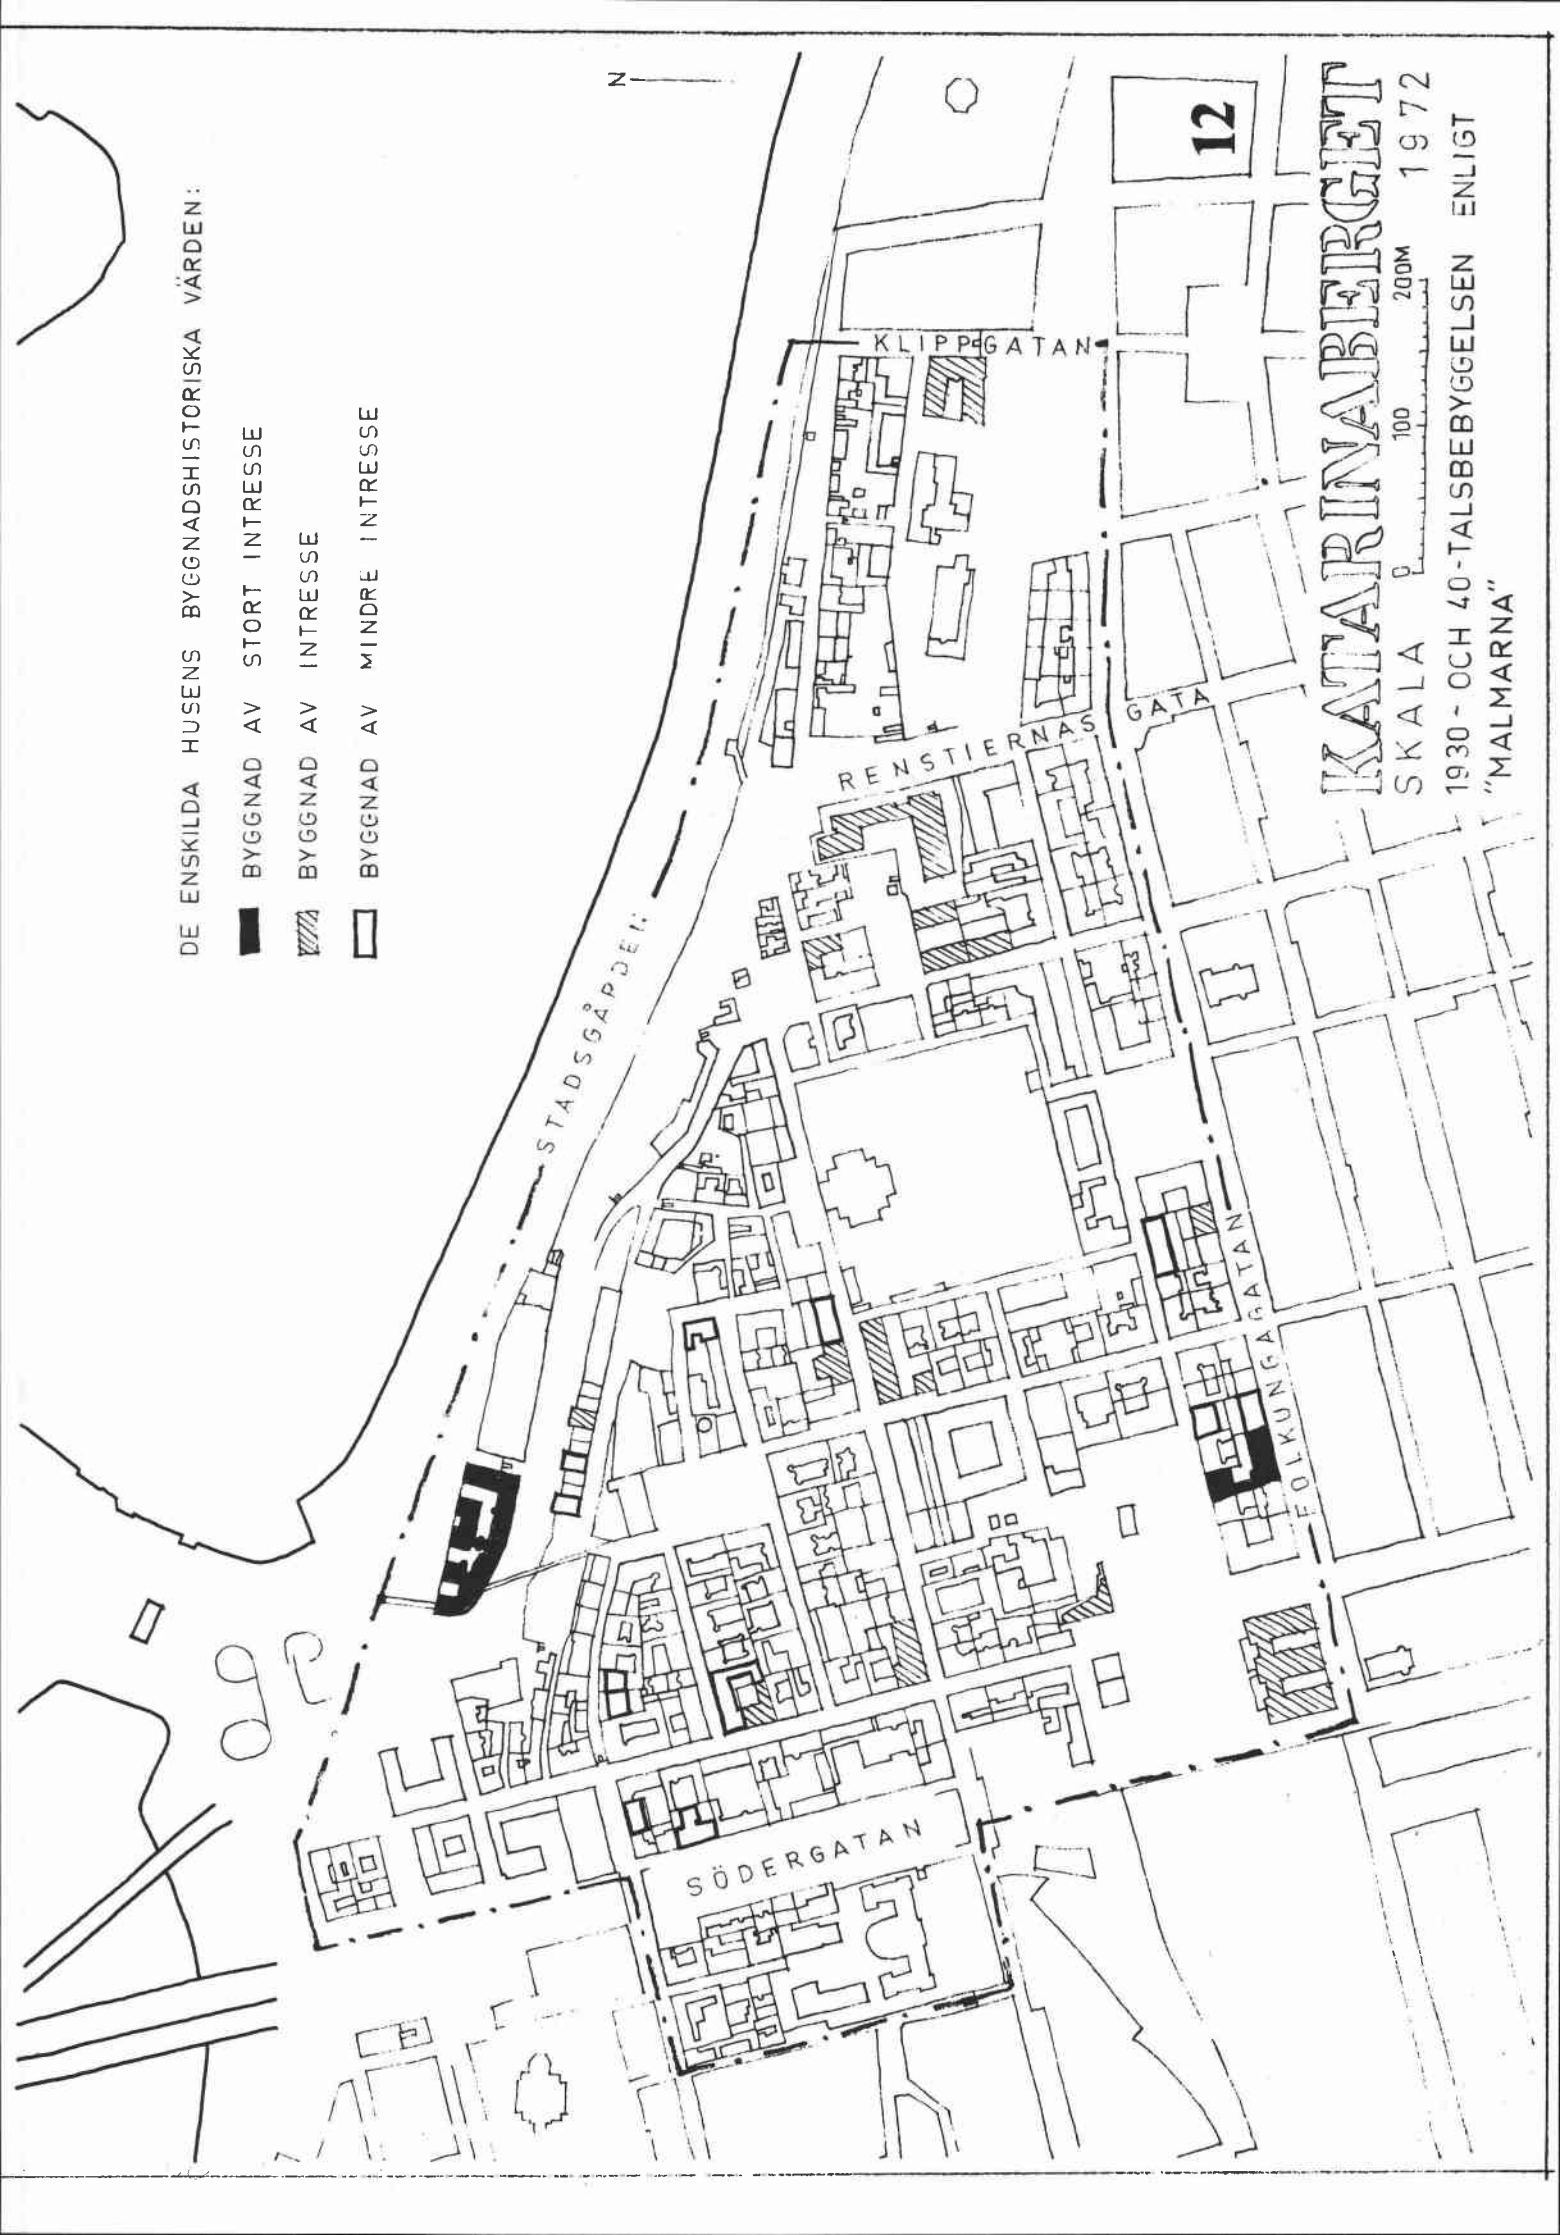 DE ENSKILDA HUSENS BYGGNADSHISTORISKA VÄRDEN:
BYGGNAD AV STORT INTRESSE
BYGGNAD AV INTRESSE
BYGGNAD AV MINDRE INTRESSE
N
STADSGÅRDEN
KLIPPGATAN
RENSTIERNAS GATA
FOLKUNGAGATAN
SÖDERGATAN
12
KATARINABERGET
SKALA 0 100 200M 1972
1930-OCH 40-TALSBEBYGGELSEN ENLIGT
"MALMARNA"